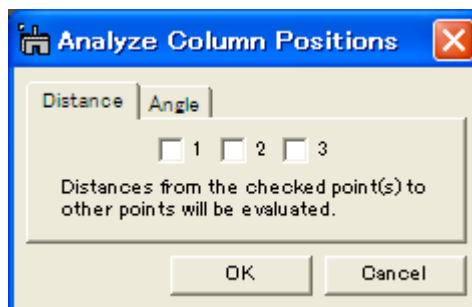 Analyze Column Positions
Distance Angle
1 2 3
Distances from the checked point(s) to
other points will be evaluated.
OK Cancel